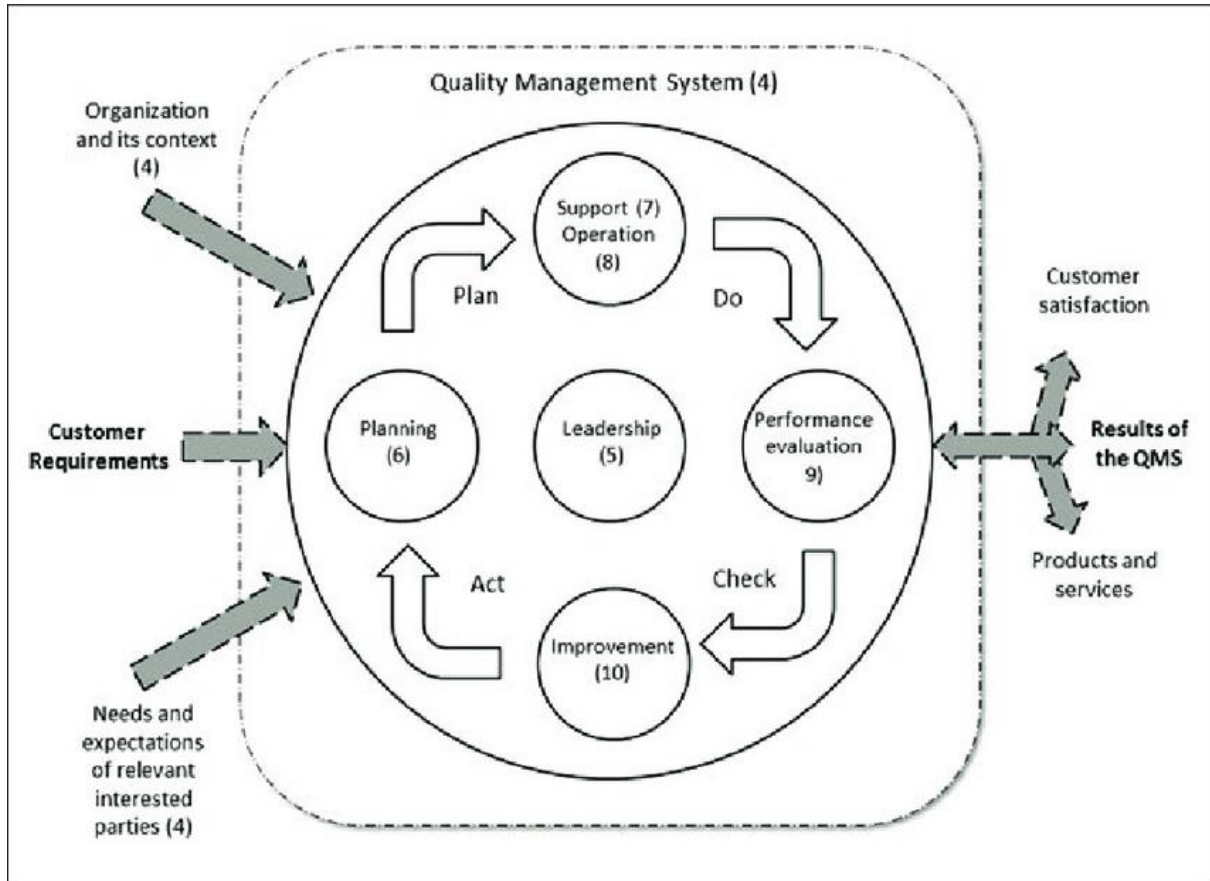 Quality Management System (4)
Organization
and its context
(4)
Support (7)
Operation
(8)
Plan
Do
Customer
satisfaction
Customer
Requirements
Planning
(6)
Leadership
(5)
Performance
evaluation
9)
Results of
the QMS
Act
Check
Products and
services
Improvement
(10)
Needs and
expectations
of relevant
interested
parties (4)